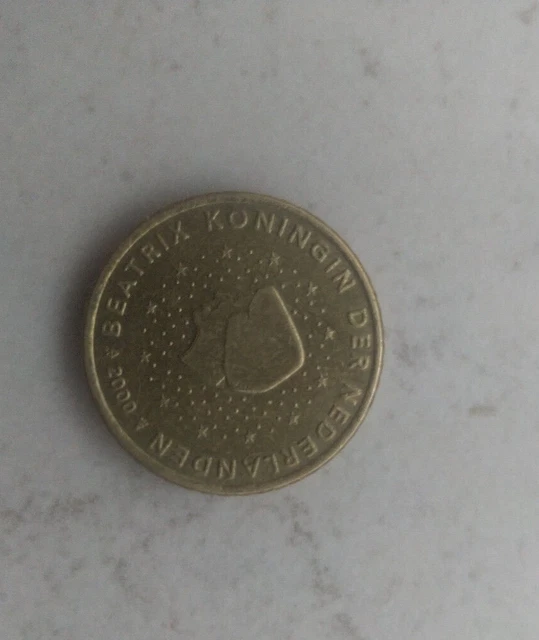 BEATRIX KONINGIN DER NEDERLANDEN
2000